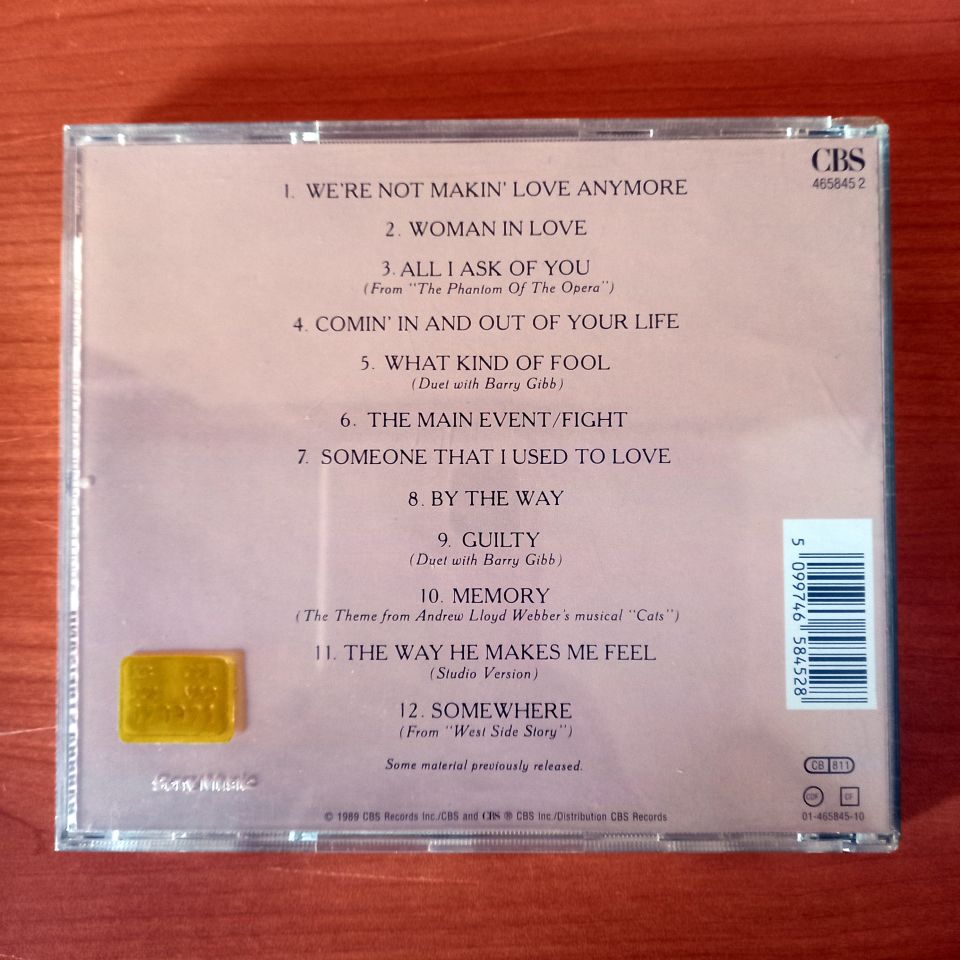 CBS
465845 2
1. WE'RE NOT MAKIN' LOVE ANYMORE
2. WOMAN IN LOVE
3. ALL I ASK OF YOU
(From "The Phantom Of The Opera")
4. COMIN' IN AND OUT OF YOUR LIFE
5. WHAT KIND OF FOOL
(Duet with Barry Gibb)
6. THE MAIN EVENT/FIGHT
7. SOMEONE THAT I USED TO LOVE
8. BY THE WAY
9. GUILTY
(Duet with Barry Gibb)
10. MEMORY
(The Theme from Andrew Lloyd Webber's musical "Cats")
11. THE WAY HE MAKES ME FEEL
(Studio Version)
12. SOMEWHERE
(From "West Side Story")
Some material previously released.
5 099746 584528
CB 811
CF
01-465845-10
Sony Music
© 1989 CBS Records Inc./CBS and CBS ® CBS Inc./Distribution CBS Records